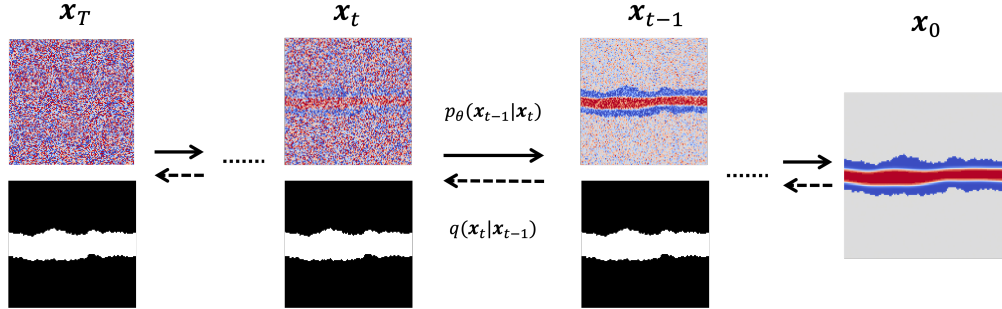 𝒙_T
𝒙_t
𝒙_{t−1}
𝒙_0
p_θ(𝒙_{t−1}|𝒙_t)
........
........
q(𝒙_t|𝒙_{t−1})